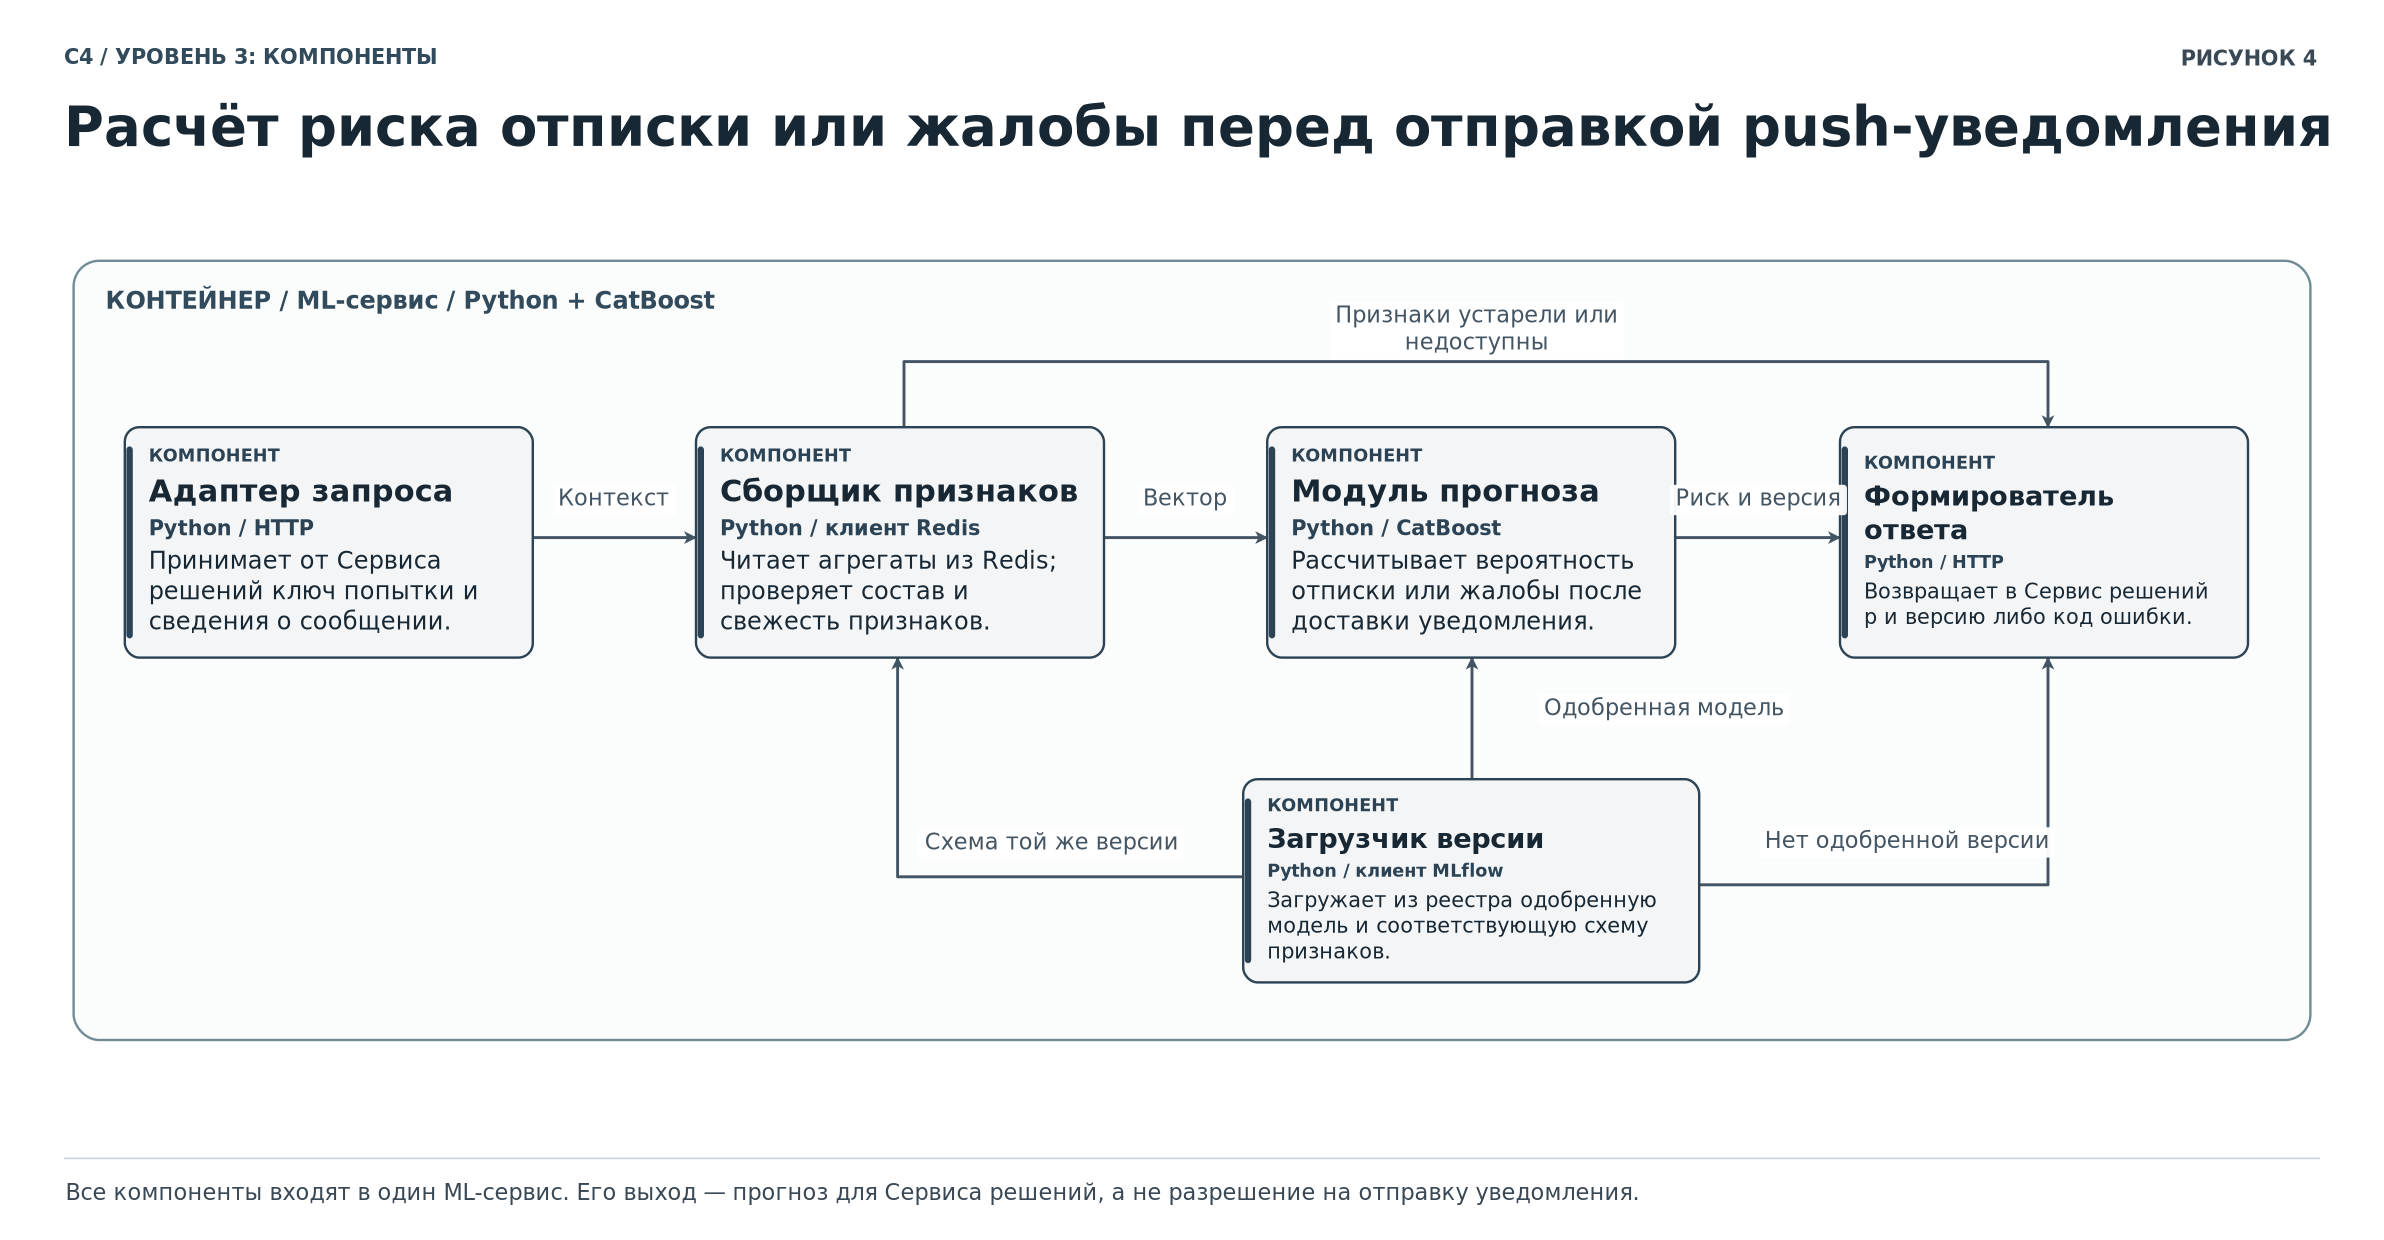 C4 / УРОВЕНЬ 3: КОМПОНЕНТЫ
РИСУНОК 4
Расчёт риска отписки или жалобы перед отправкой push-уведомления
КОНТЕЙНЕР / ML-сервис / Python + CatBoost
Признаки устарели или
недоступны
КОМПОНЕНТ
Адаптер запроса
Python / HTTP
Принимает от Сервиса
решений ключ попытки и
сведения о сообщении.
Контекст
КОМПОНЕНТ
Сборщик признаков
Python / клиент Redis
Читает агрегаты из Redis;
проверяет состав и
свежесть признаков.
Вектор
КОМПОНЕНТ
Модуль прогноза
Python / CatBoost
Рассчитывает вероятность
отписки или жалобы после
доставки уведомления.
Риск и версия
КОМПОНЕНТ
Формирователь
ответа
Python / HTTP
Возвращает в Сервис решений
p и версию либо код ошибки.
Одобренная модель
Схема той же версии
КОМПОНЕНТ
Загрузчик версии
Python / клиент MLflow
Загружает из реестра одобренную
модель и соответствующую схему
признаков.
Нет одобренной версии
Все компоненты входят в один ML-сервис. Его выход — прогноз для Сервиса решений, а не разрешение на отправку уведомления.